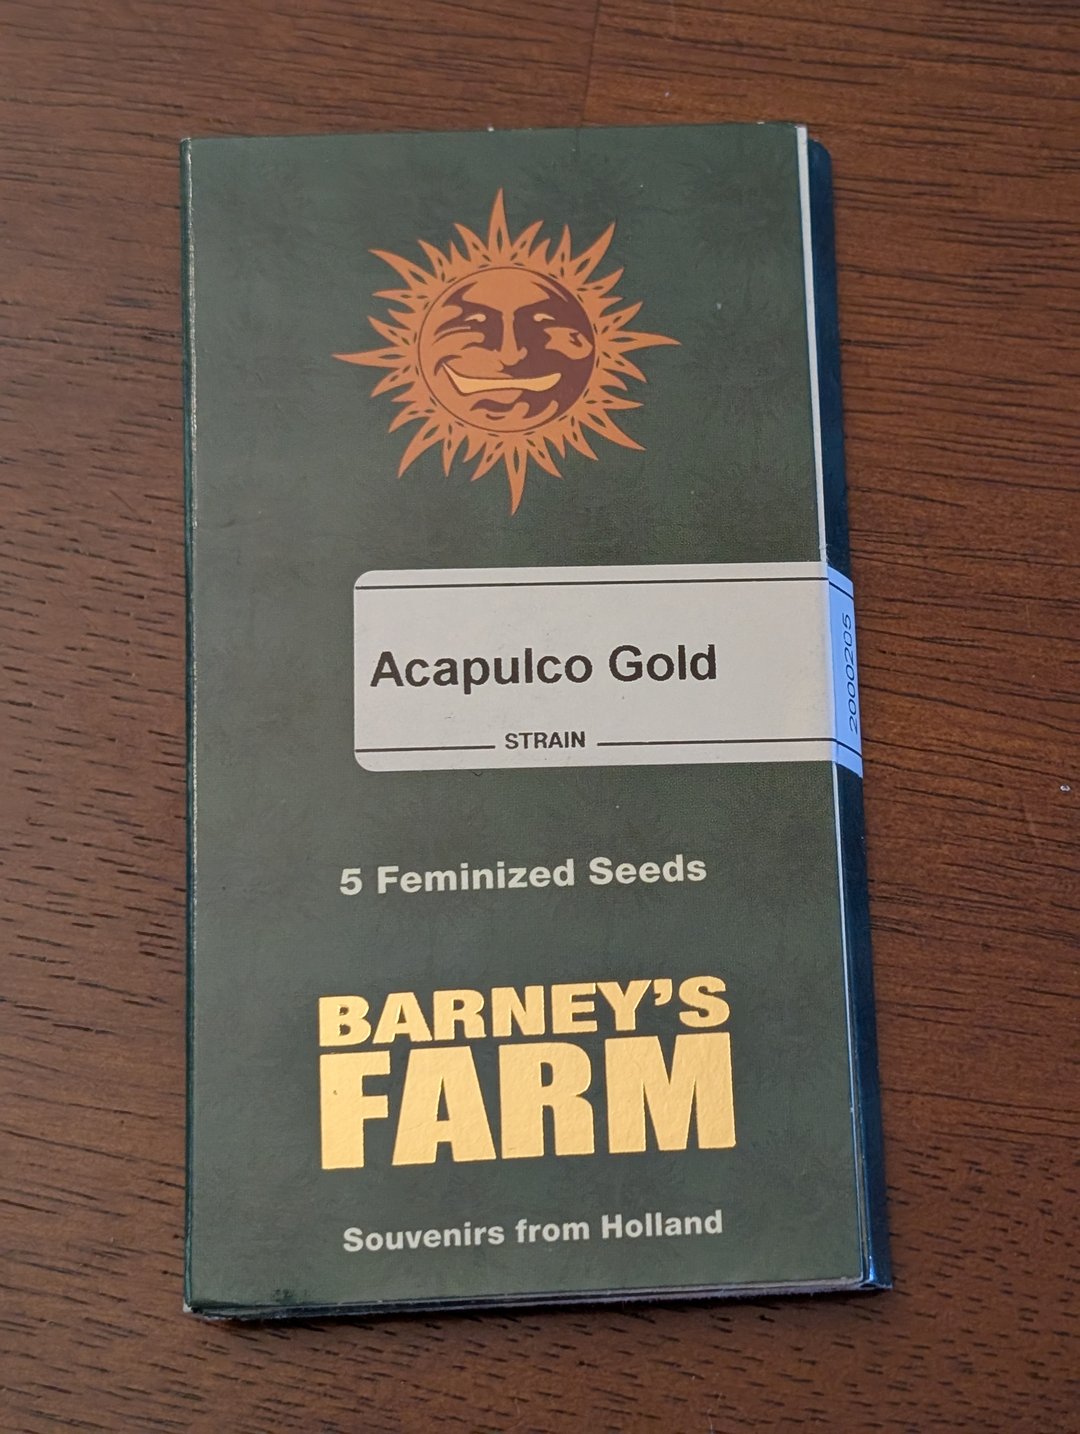 Acapulco Gold
STRAIN
2000205
5 Feminized Seeds
BARNEY'S
FARM
Souvenirs from Holland